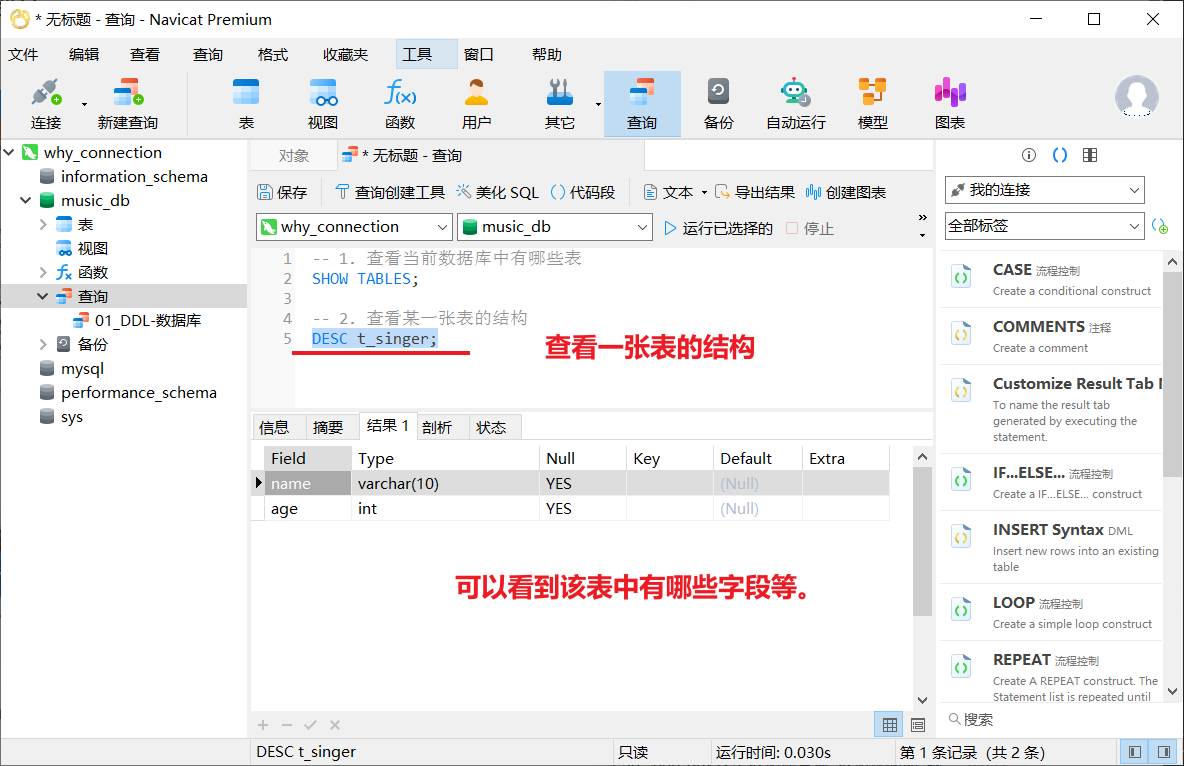 * 无标题 - 查询 - Navicat Premium
文件 编辑 查看 查询 格式 收藏夹 工具 窗口 帮助
连接 新建查询 表 视图 f(x) 函数 用户 其它 查询 备份 自动运行 模型 图表
why_connection
information_schema
music_db
表
视图
函数
查询
01_DDL-数据库
备份
mysql
performance_schema
sys
对象 * 无标题 - 查询
保存 查询创建工具 美化 SQL () 代码段 文本 导出结果 创建图表
why_connection music_db 运行已选择的 停止
1 -- 1. 查看当前数据库中有哪些表
2 SHOW TABLES;
3
4 -- 2. 查看某一张表的结构
5 DESC t_singer;
查看一张表的结构
信息 摘要 结果 1 剖析 状态
Field Type Null Key Default Extra
name varchar(10) YES (Null)
age int YES (Null)
可以看到该表中有哪些字段等。
我的连接
全部标签
CASE 流程控制
Create a conditional construct
COMMENTS 注释
Create a comment
Customize Result Tab
To name the result tab
generated by executing the
statement.
IF...ELSE... 流程控制
Create a IF...ELSE... construct
INSERT Syntax DML
Insert new rows into an existing
table
LOOP 流程控制
Create a simple loop construct
REPEAT 流程控制
Create A REPEAT construct. The
Statement list is repeated until
搜索
DESC t_singer 只读 运行时间: 0.030s 第 1 条记录 (共 2 条)